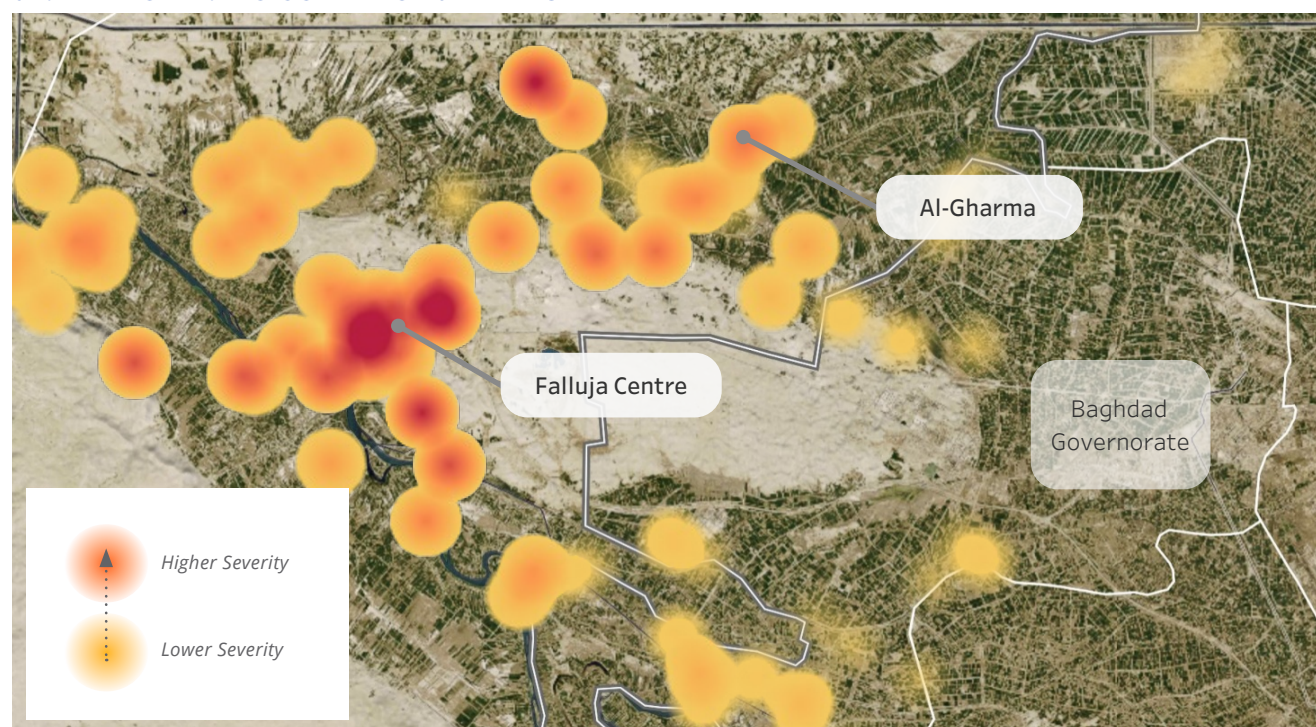 Al-Gharma
Falluja Centre
Baghdad
Governorate
Higher Severity
Lower Severity